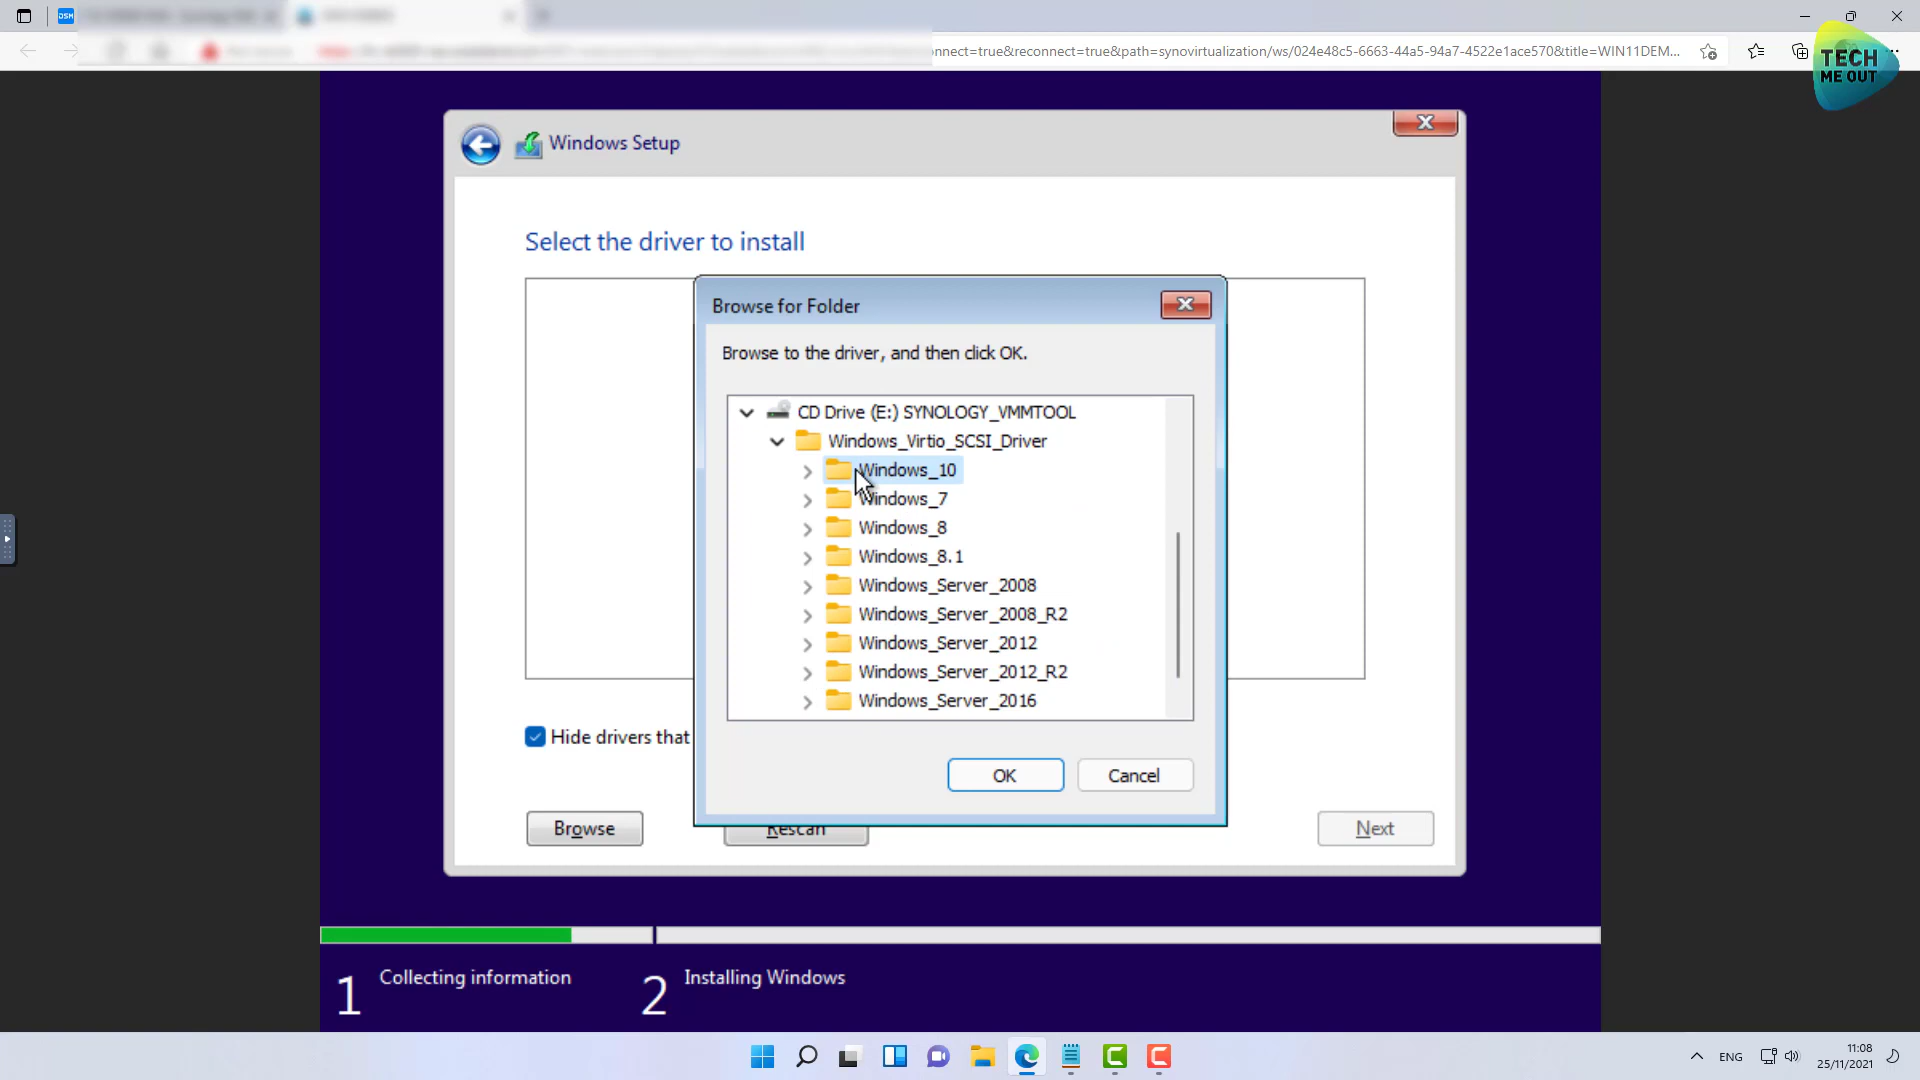 DSM
connect=true&reconnect=true&path=synovirtualization/ws/024e48c5-6663-44a5-94a7-4522e1ace570&title=WIN11DEM...
TECH
ME OUT
Windows Setup
Select the driver to install
Browse for Folder
Browse to the driver, and then click OK.
CD Drive (E:) SYNOLOGY_VMMTOOL
Windows_Virtio_SCSI_Driver
Windows_10
Windows_7
Windows_8
Windows_8.1
Windows_Server_2008
Windows_Server_2008_R2
Windows_Server_2012
Windows_Server_2012_R2
Windows_Server_2016
Hide drivers that
OK
Cancel
Browse
Rescan
Next
1 Collecting information
2 Installing Windows
ENG
11:08
25/11/2021